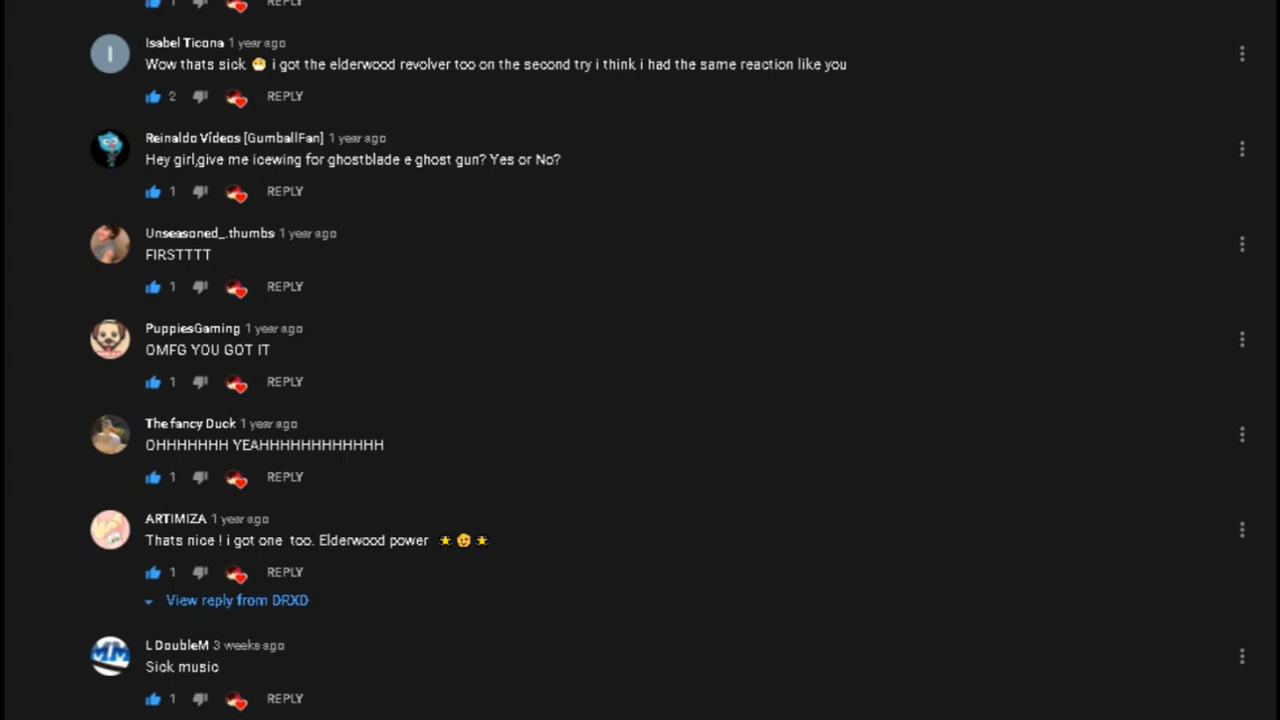 1 REPLY
Isabel Ticona 1 year ago
Wow thats sick 😷 i got the elderwood revolver too on the second try i think i had the same reaction like you
2 REPLY
Reinaldo Vídeos [GumballFan] 1 year ago
Hey girl,give me icewing for ghostblade e ghost gun? Yes or No?
1 REPLY
Unseasoned_.thumbs 1 year ago
FIRSTTTT
1 REPLY
PuppiesGaming 1 year ago
OMFG YOU GOT IT
1 REPLY
The fancy Duck 1 year ago
OHHHHHHH YEAHHHHHHHHHHHH
1 REPLY
ARTIMIZA 1 year ago
Thats nice ! i got one too. Elderwood power
1 REPLY
View reply from DRXD
MM
L DoubleM 3 weeks ago
Sick music
1 REPLY